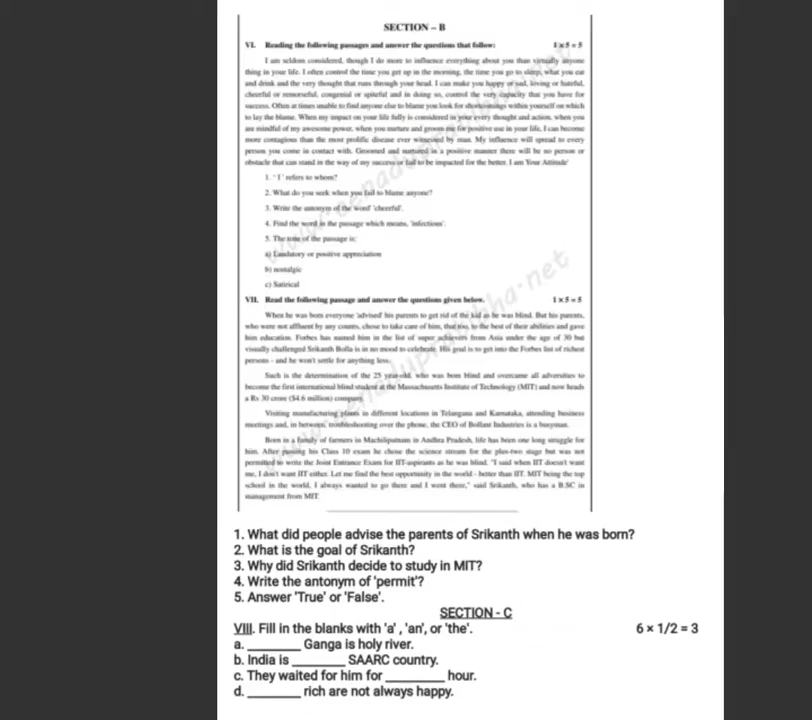 SECTION – B
VI. Reading the following passages and answer the questions that follow: 1 × 5 = 5
I am seldom considered, though I do more to influence everything about you than virtually anyone
thing in your life. I often control the time you get up in the morning, the time you go to sleep, what you eat
and drink and the very thought that runs through your head. I can make you happy or sad, loving or hateful,
cheerful or remorseful, congenial or spiteful and in doing so, control the very capacity that you have for
success. Often at times unable to find anyone else to blame you look for shortcomings within yourself on which
to lay the blame. When my impact on your life fully is considered in your every thought and action, when you
are mindful of my awesome power, when you nurture and groom me for positive use in your life, I can become
more contagious than the most prolific disease ever witnessed by man. My influence will spread to every
person you come in contact with. Groomed and nurtured in a positive manner there will be no person or
obstacle that can stand in the way of my success or fail to be impacted for the better. I am Your Attitude'
1. 'I' refers to whom?
2. What do you seek when you fail to blame anyone?
3. Write the antonym of the word 'cheerful'.
4. Find the word in the passage which means, 'infectious'.
5. The tone of the passage is:
a) Laudatory or positive appreciation
b) nostalgic
c) Satirical
VII. Read the following passage and answer the questions given below. 1 × 5 = 5
When he was born everyone 'advised' his parents to get rid of the kid as he was blind. But his parents,
who were not affluent by any counts, chose to take care of him, that too, to the best of their abilities and gave
him education. Forbes has named him in the list of super achievers from Asia under the age of 30 but
visually challenged Srikanth Bolla is in no mood to celebrate. His goal is to get into the Forbes list of richest
persons - and he won't settle for anything less.
Such is the determination of the 25 year-old, who was born blind and overcame all adversities to
become the first international blind student at the Massachusetts Institute of Technology (MIT) and now heads
a Rs 30 crore ($4.6 million) company.
Visiting manufacturing plants in different locations in Telangana and Karnataka, attending business
meetings and, in between, troubleshooting over the phone, the CEO of Bollant Industries is a busyman.
Born in a family of farmers in Machilipatnam in Andhra Pradesh, life has been one long struggle for
him. After passing his Class 10 exam he chose the science stream for the plus-two stage but was not
permitted to write the Joint Entrance Exam for IIT-aspirants as he was blind. "I said when IIT doesn't want
me, I don't want IIT either. Let me find the best opportunity in the world - better than IIT. MIT being the top
school in the world, I always wanted to go there and I went there," said Srikanth, who has a B.SC in
management from MIT.
1. What did people advise the parents of Srikanth when he was born?
2. What is the goal of Srikanth?
3. Why did Srikanth decide to study in MIT?
4. Write the antonym of 'permit'?
5. Answer 'True' or 'False'.
SECTION - C
VIII. Fill in the blanks with 'a' , 'an', or 'the'. 6 × 1/2 = 3
a. ________ Ganga is holy river.
b. India is ________ SAARC country.
c. They waited for him for _________ hour.
d. ________ rich are not always happy.